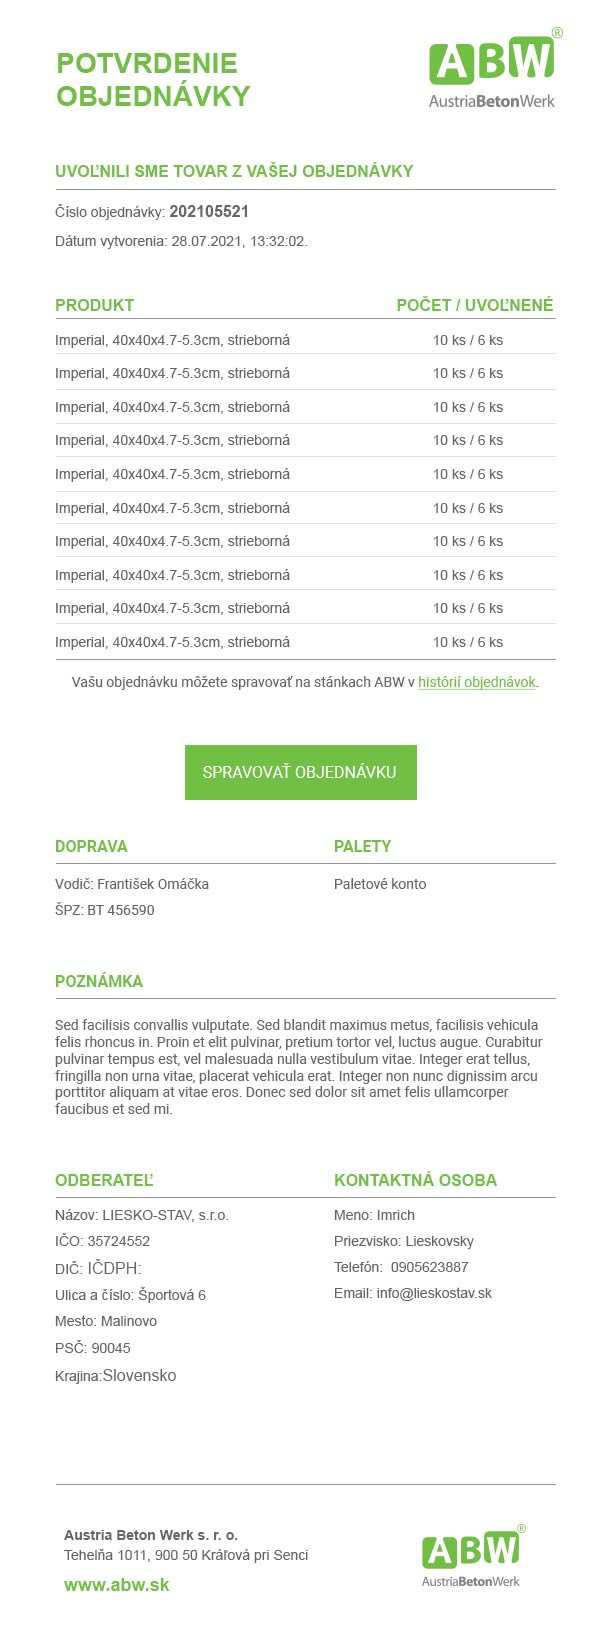 POTVRDENIE
OBJEDNÁVKY
ABW®
AustriaBetonWerk
UVOĽNILI SME TOVAR Z VAŠEJ OBJEDNÁVKY
Číslo objednávky: 202105521
Dátum vytvorenia: 28.07.2021, 13:32:02.
PRODUKT POČET / UVOĽNENÉ
Imperial, 40x40x4.7-5.3cm, strieborná 10 ks / 6 ks
Imperial, 40x40x4.7-5.3cm, strieborná 10 ks / 6 ks
Imperial, 40x40x4.7-5.3cm, strieborná 10 ks / 6 ks
Imperial, 40x40x4.7-5.3cm, strieborná 10 ks / 6 ks
Imperial, 40x40x4.7-5.3cm, strieborná 10 ks / 6 ks
Imperial, 40x40x4.7-5.3cm, strieborná 10 ks / 6 ks
Imperial, 40x40x4.7-5.3cm, strieborná 10 ks / 6 ks
Imperial, 40x40x4.7-5.3cm, strieborná 10 ks / 6 ks
Imperial, 40x40x4.7-5.3cm, strieborná 10 ks / 6 ks
Imperial, 40x40x4.7-5.3cm, strieborná 10 ks / 6 ks
Vašu objednávku môžete spravovať na stánkach ABW v histórií objednávok.
SPRAVOVAŤ OBJEDNÁVKU
DOPRAVA
Vodič: František Omáčka
ŠPZ: BT 456590
PALETY
Paletové konto
POZNÁMKA
Sed facilisis convallis vulputate. Sed blandit maximus metus, facilisis vehicula
felis rhoncus in. Proin et elit pulvinar, pretium tortor vel, luctus augue. Curabitur
pulvinar tempus est, vel malesuada nulla vestibulum vitae. Integer erat tellus,
fringilla non urna vitae, placerat vehicula erat. Integer non nunc dignissim arcu
porttitor aliquam at vitae eros. Donec sed dolor sit amet felis ullamcorper
faucibus et sed mi.
ODBERATEĽ
Názov: LIESKO-STAV, s.r.o.
IČO: 35724552
DIČ: IČDPH:
Ulica a číslo: Športová 6
Mesto: Malinovo
PSČ: 90045
Krajina:Slovensko
KONTAKTNÁ OSOBA
Meno: Imrich
Priezvisko: Lieskovsky
Telefón:  0905623887
Email: info@lieskostav.sk
Austria Beton Werk s. r. o.
Tehelňa 1011, 900 50 Kráľová pri Senci
www.abw.sk
ABW®
AustriaBetonWerk